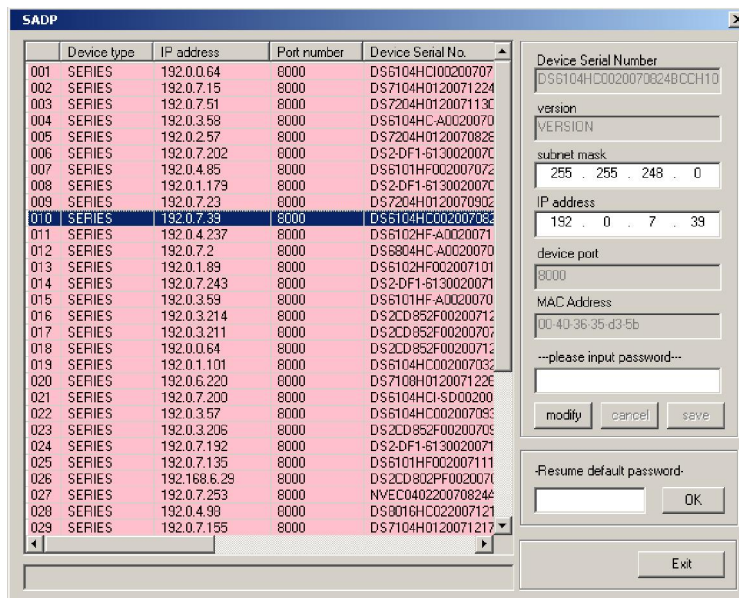 SADP
Device type IP address Port number Device Serial No.
001 SERIES 192.0.0.64 8000 DS6104HCI00200707
002 SERIES 192.0.7.15 8000 DS7104H0120071224
003 SERIES 192.0.7.51 8000 DS7204H012007113C
004 SERIES 192.0.3.58 8000 DS6104HC-A0020070
005 SERIES 192.0.2.57 8000 DS7204H0120070828
006 SERIES 192.0.7.202 8000 DS2-DF1-613002007C
007 SERIES 192.0.4.85 8000 DS6101HF002007072
008 SERIES 192.0.1.179 8000 DS2-DF1-613002007C
009 SERIES 192.0.7.23 8000 DS7204H0120070902
010 SERIES 192.0.7.39 8000 DS6104HC002007082
011 SERIES 192.0.4.237 8000 DS6102HF-A0020071
012 SERIES 192.0.7.2 8000 DS6804HC-A0020070
013 SERIES 192.0.1.89 8000 DS6102HF002007101
014 SERIES 192.0.7.243 8000 DS2-DF1-6130020071
015 SERIES 192.0.3.59 8000 DS6101HF-A0020070
016 SERIES 192.0.3.214 8000 DS2CD852F00200712
017 SERIES 192.0.3.211 8000 DS2CD852F00200707
018 SERIES 192.0.0.64 8000 DS2CD852F00200712
019 SERIES 192.0.1.101 8000 DS6104HC002007032
020 SERIES 192.0.6.220 8000 DS7108H0120071226
021 SERIES 192.0.7.200 8000 DS6104HCI-SD00200
022 SERIES 192.0.3.57 8000 DS6104HC002007093
023 SERIES 192.0.3.206 8000 DS2CD852F00200709
024 SERIES 192.0.7.192 8000 DS2-DF1-6130020071
025 SERIES 192.0.7.135 8000 DS6101HF002007111
026 SERIES 192.168.6.29 8000 DS2CD802PF0020070
027 SERIES 192.0.7.253 8000 NVEC0402200708244
028 SERIES 192.0.4.98 8000 DS8016HC022007121
029 SERIES 192.0.7.155 8000 DS7104H0120071217
Device Serial Number
DS6104HC0020070824BCCH10
version
VERSION
subnet mask
255 . 255 . 248 . 0
IP address
192 . 0 . 7 . 39
device port
8000
MAC Address
00-40-36-35-d3-5b
---please input password---
modify cancel save
-Resume default password-
OK
Exit